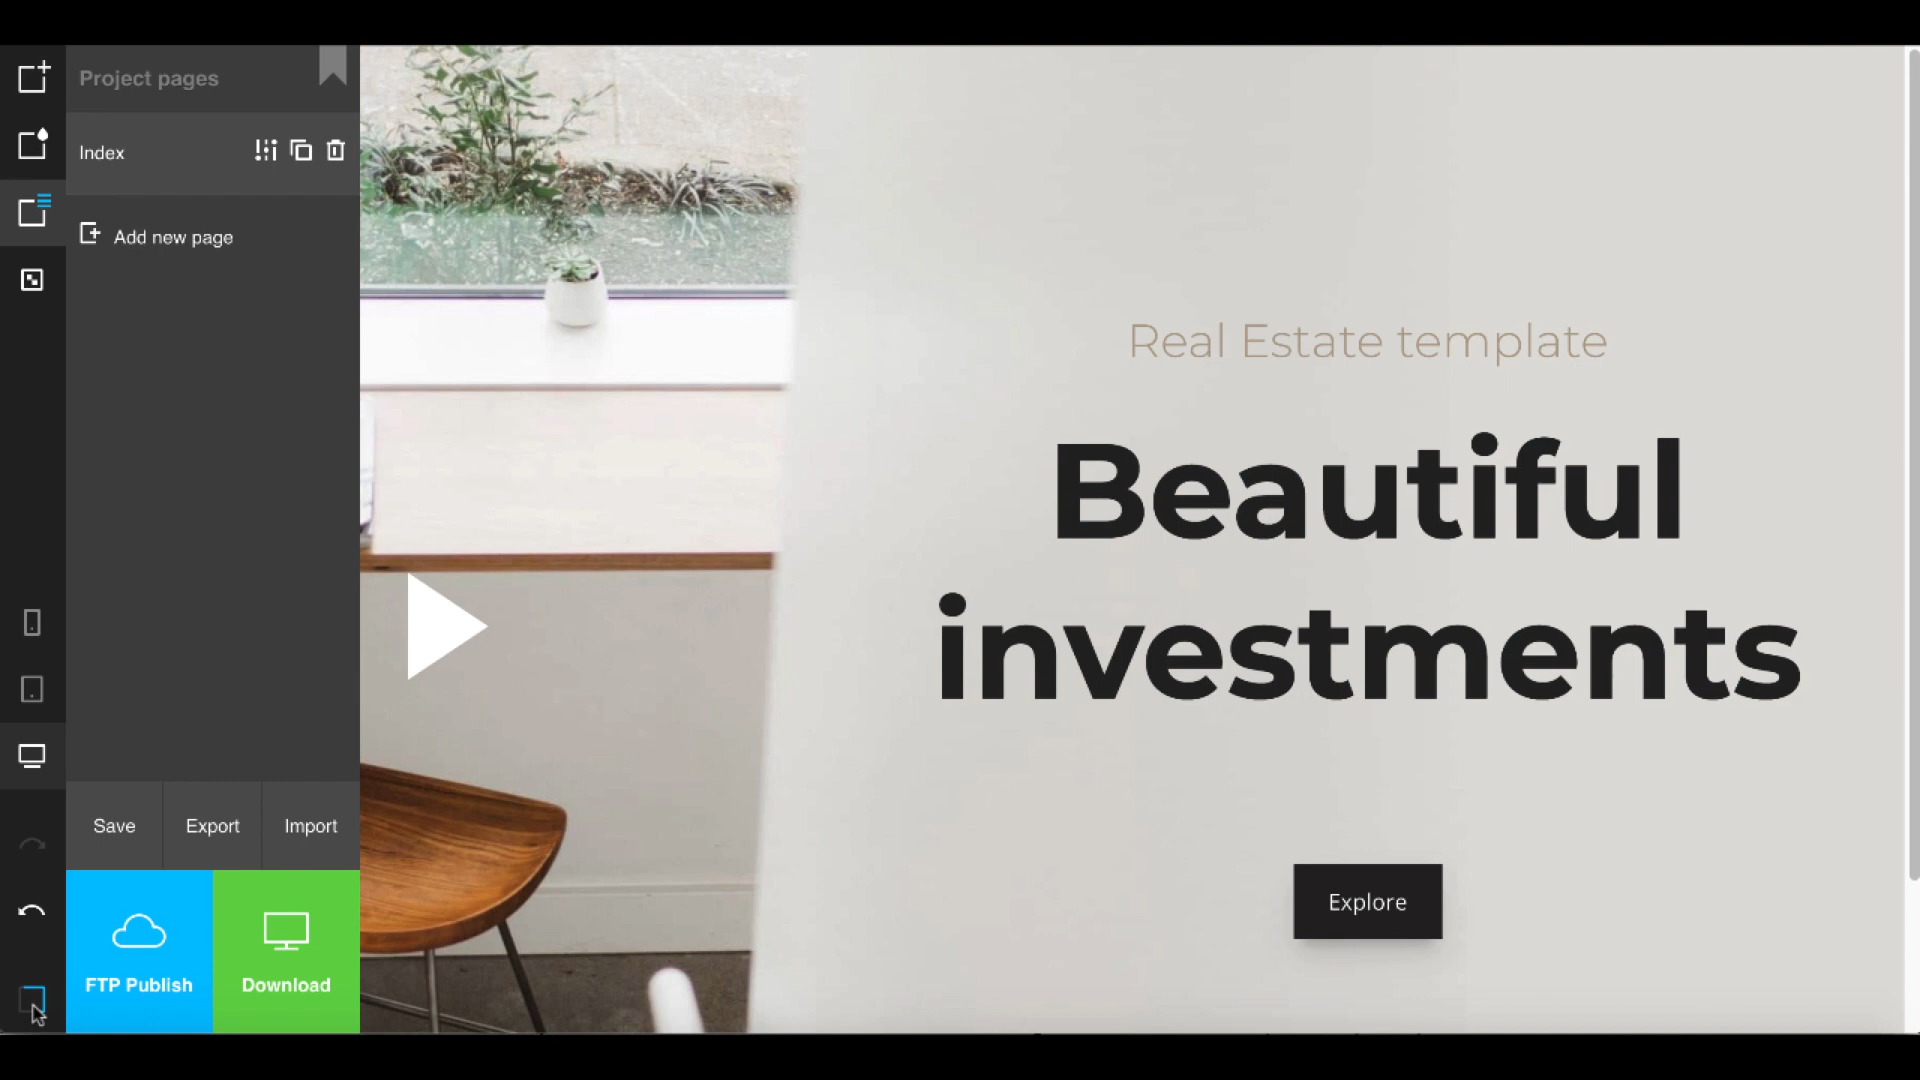 Project pages
Index
Add new page
Save
Export
Import
FTP Publish
Download
Real Estate template
Beautiful
investments
Explore